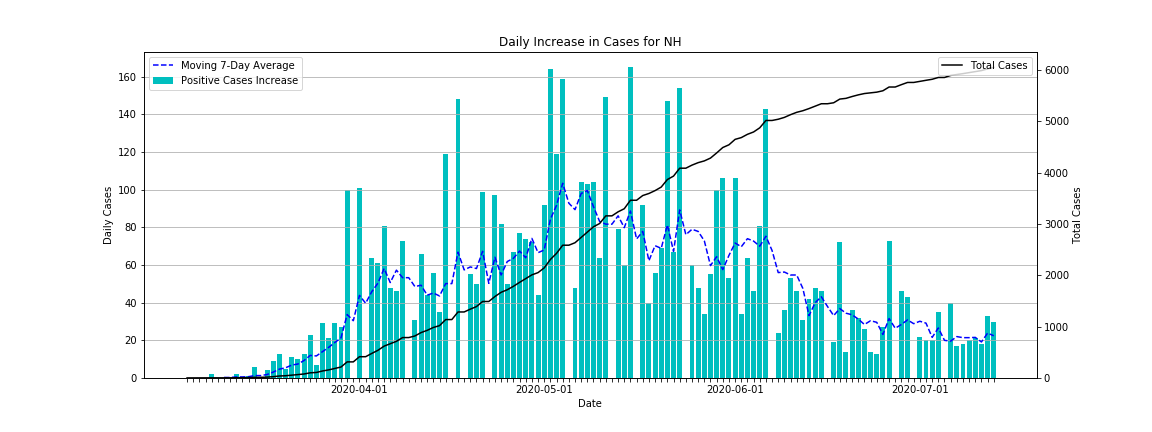 Daily Increase in Cases for NH
Moving 7-Day Average
Positive Cases Increase
Total Cases
160
140
120
100
80
60
40
20
0
6000
5000
4000
3000
2000
1000
0
Daily Cases
Total Cases
2020-04-01
2020-05-01
2020-06-01
2020-07-01
Date